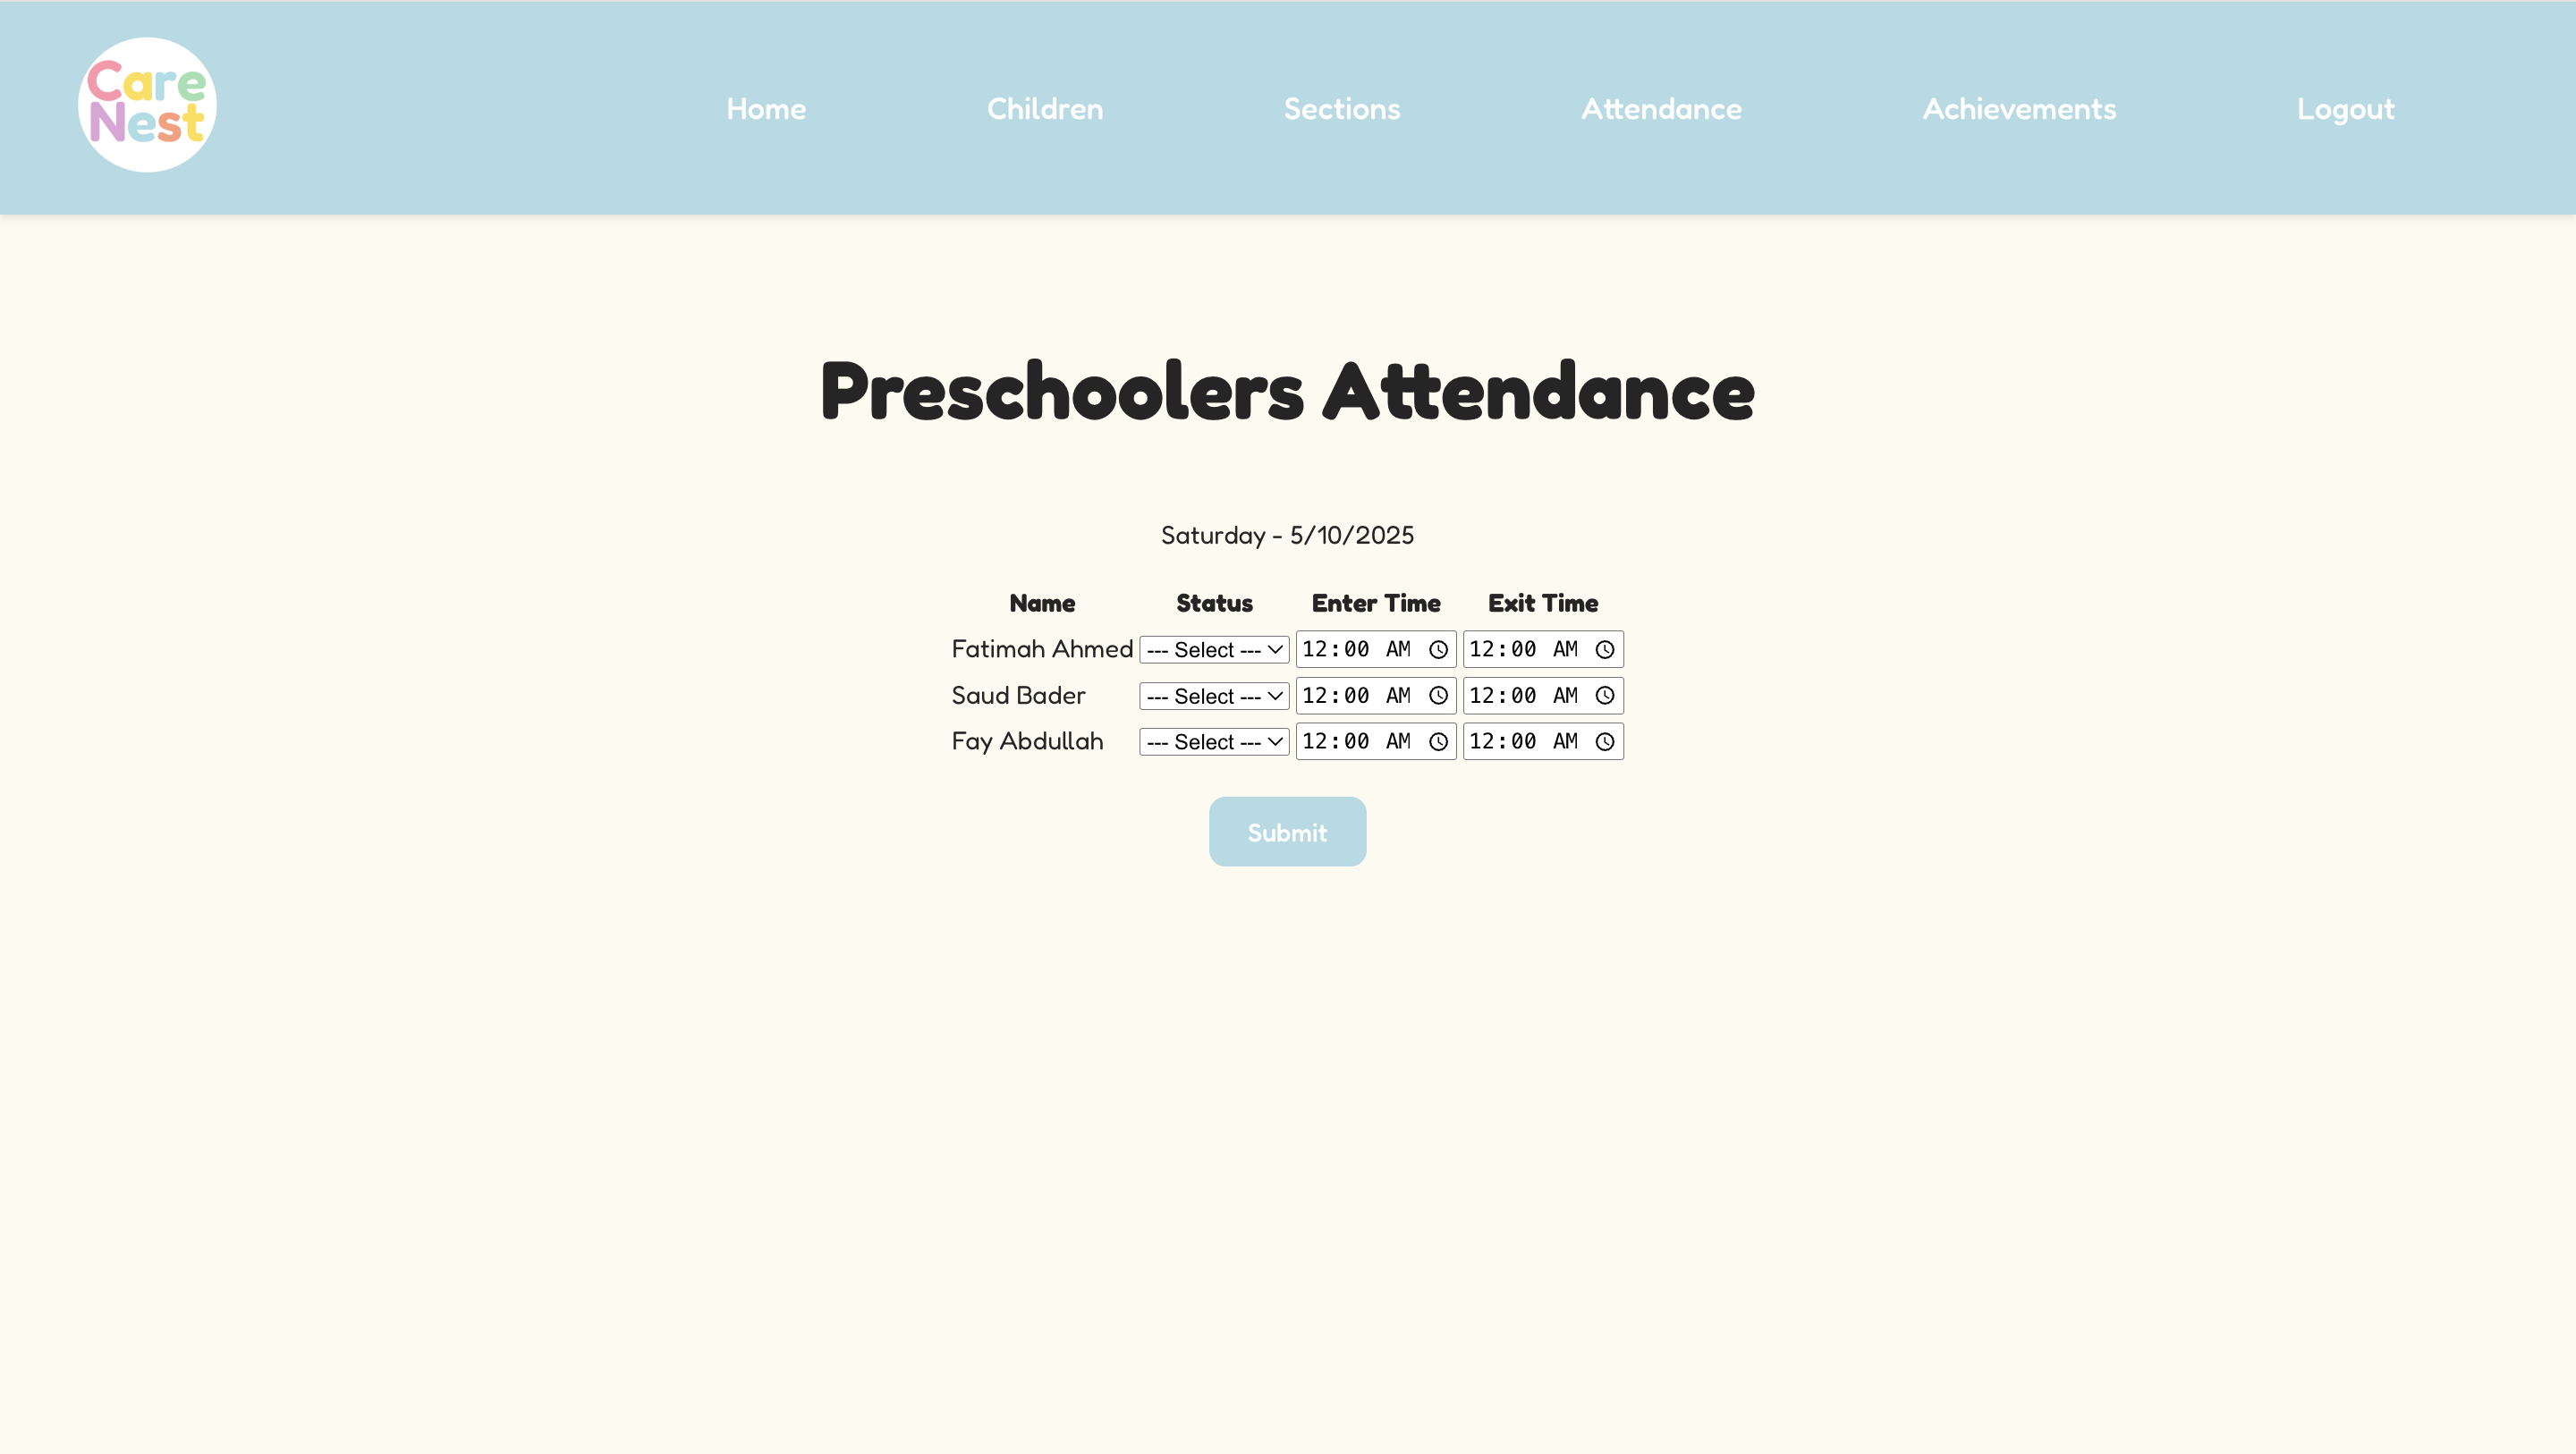 Care
Nest
Home Children Sections Attendance Achievements Logout
Preschoolers Attendance
Saturday - 5/10/2025
Name Status Enter Time Exit Time
Fatimah Ahmed --- Select --- 12:00 AM 12:00 AM
Saud Bader --- Select --- 12:00 AM 12:00 AM
Fay Abdullah --- Select --- 12:00 AM 12:00 AM
Submit